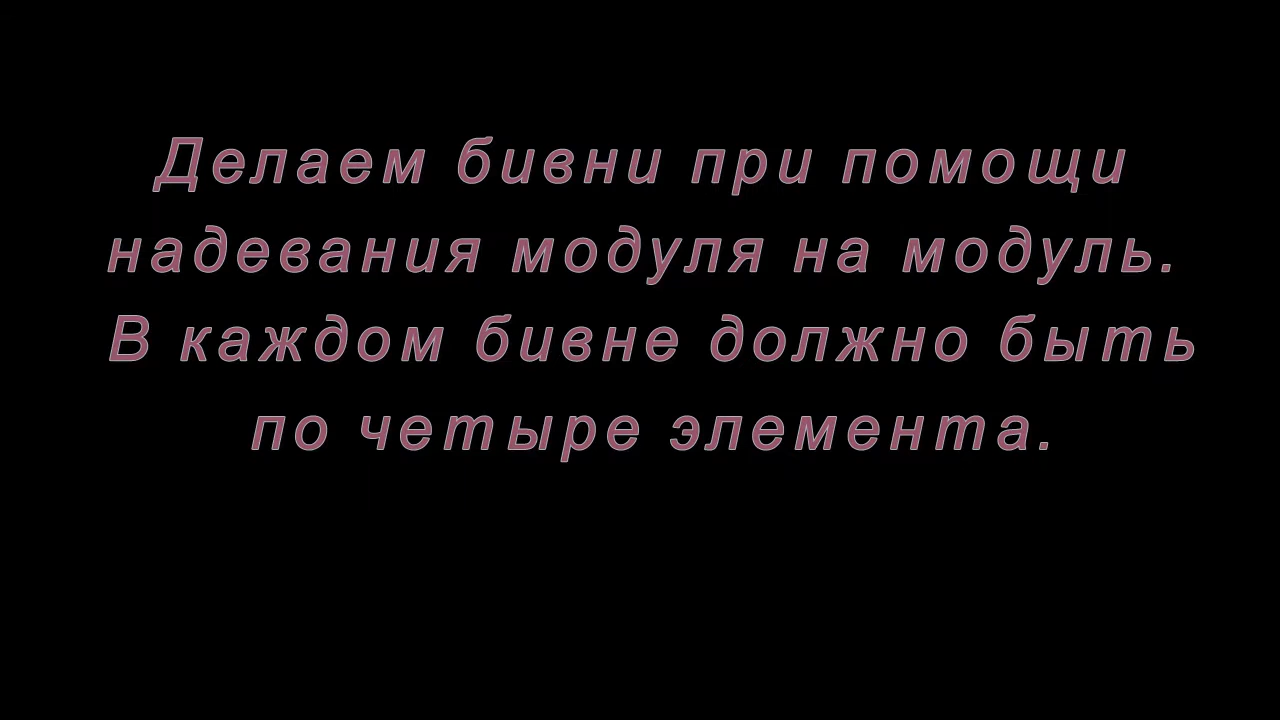 Делаем бивни при помощи
надевания модуля на модуль.
В каждом бивне должно быть
по четыре элемента.